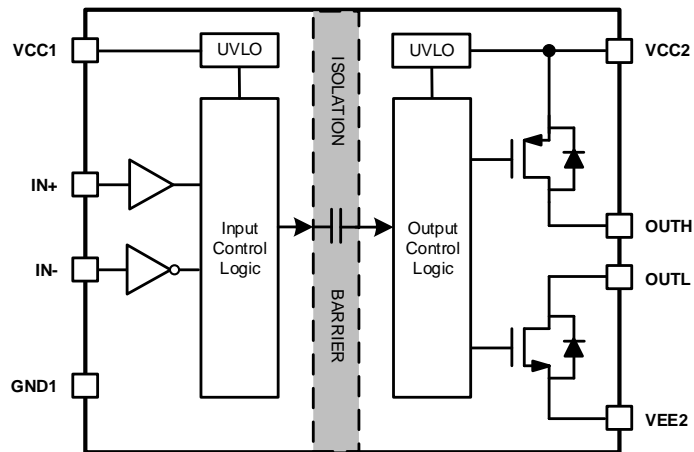 VCC1
UVLO
ISOLATION
UVLO
VCC2
IN+
Input
Control
Logic
Output
Control
Logic
OUTH
IN-
OUTL
BARRIER
GND1
VEE2